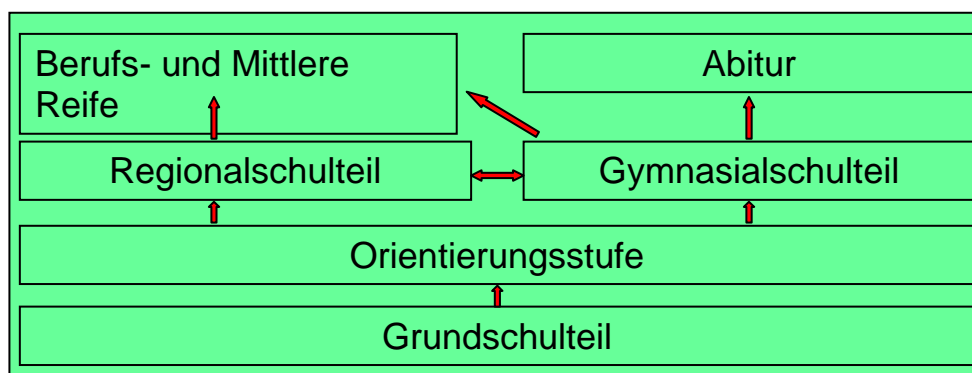 Berufs- und Mittlere
Reife
Abitur
Regionalschulteil
Gymnasialschulteil
Orientierungsstufe
Grundschulteil